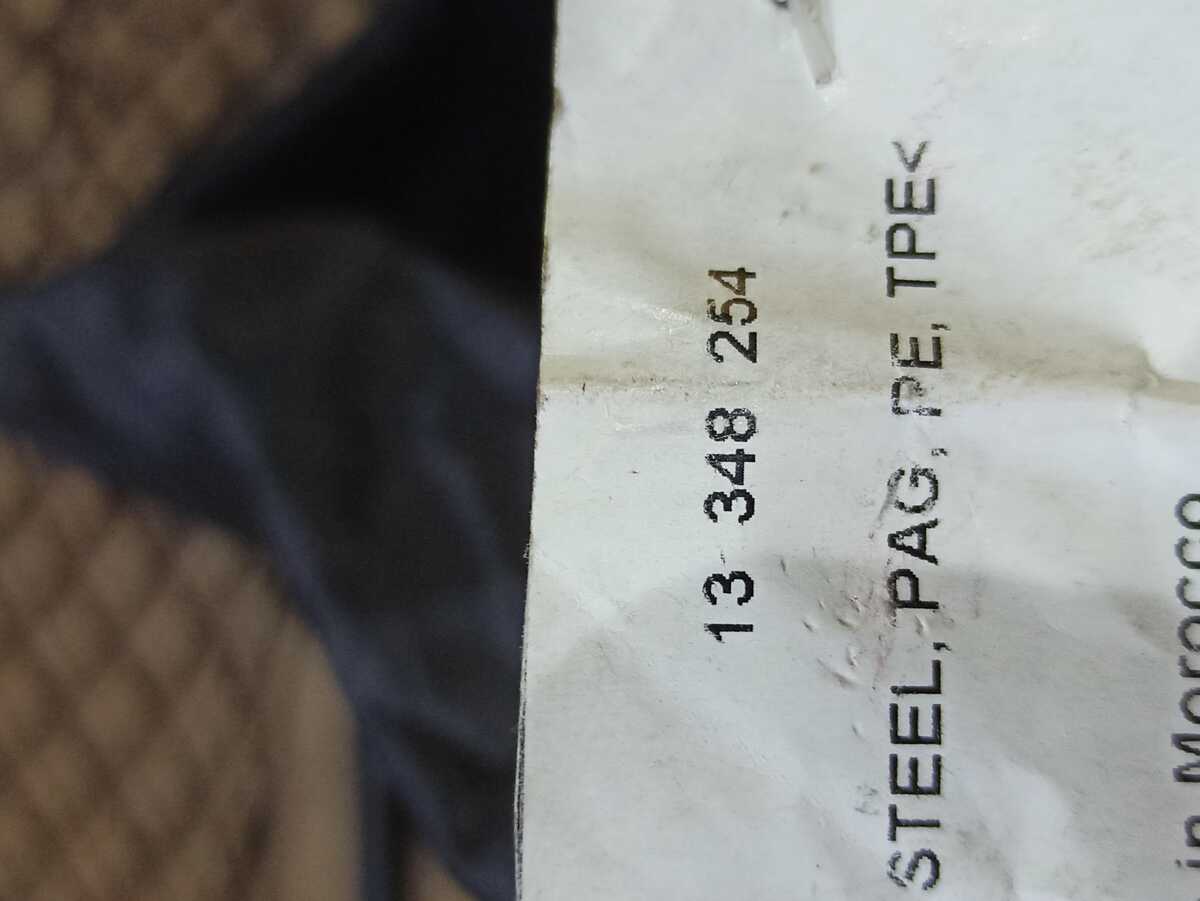 13 348 254
STEEL, PAG, PE, TPE<
in Morocco